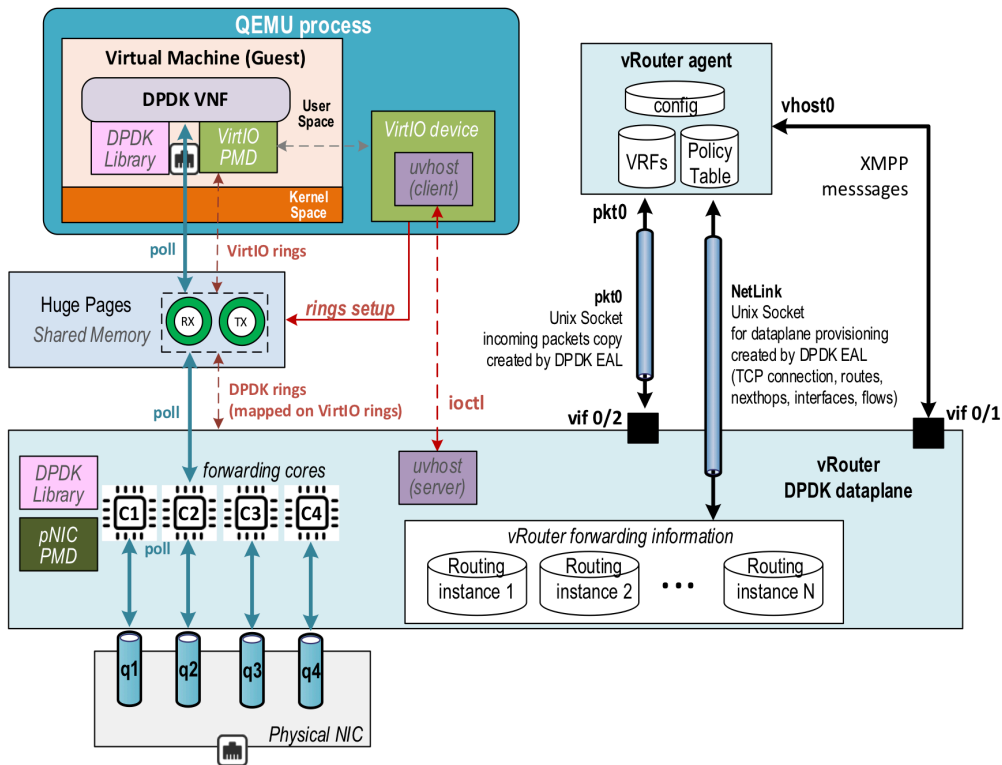 QEMU process
Virtual Machine (Guest)
DPDK VNF
User
Space
DPDK
Library
VirtIO
PMD
Kernel
Space
VirtIO device
uvhost
(client)
vRouter agent
config
VRFs
Policy
Table
vhost0
XMPP
messsages
pkt0
poll
VirtIO rings
Huge Pages
Shared Memory
RX
TX
rings setup
pkt0
Unix Socket
incoming packets copy
created by DPDK EAL
NetLink
Unix Socket
for dataplane provisioning
created by DPDK EAL
(TCP connection, routes,
nexthops, interfaces, flows)
poll
DPDK rings
(mapped on VirtIO rings)
ioctl
vif 0/2
vif 0/1
DPDK
Library
pNIC
PMD
forwarding cores
C1
C2
C3
C4
poll
uvhost
(server)
vRouter
DPDK dataplane
vRouter forwarding information
Routing
instance 1
Routing
instance 2
...
Routing
instance N
q1
q2
q3
q4
Physical NIC